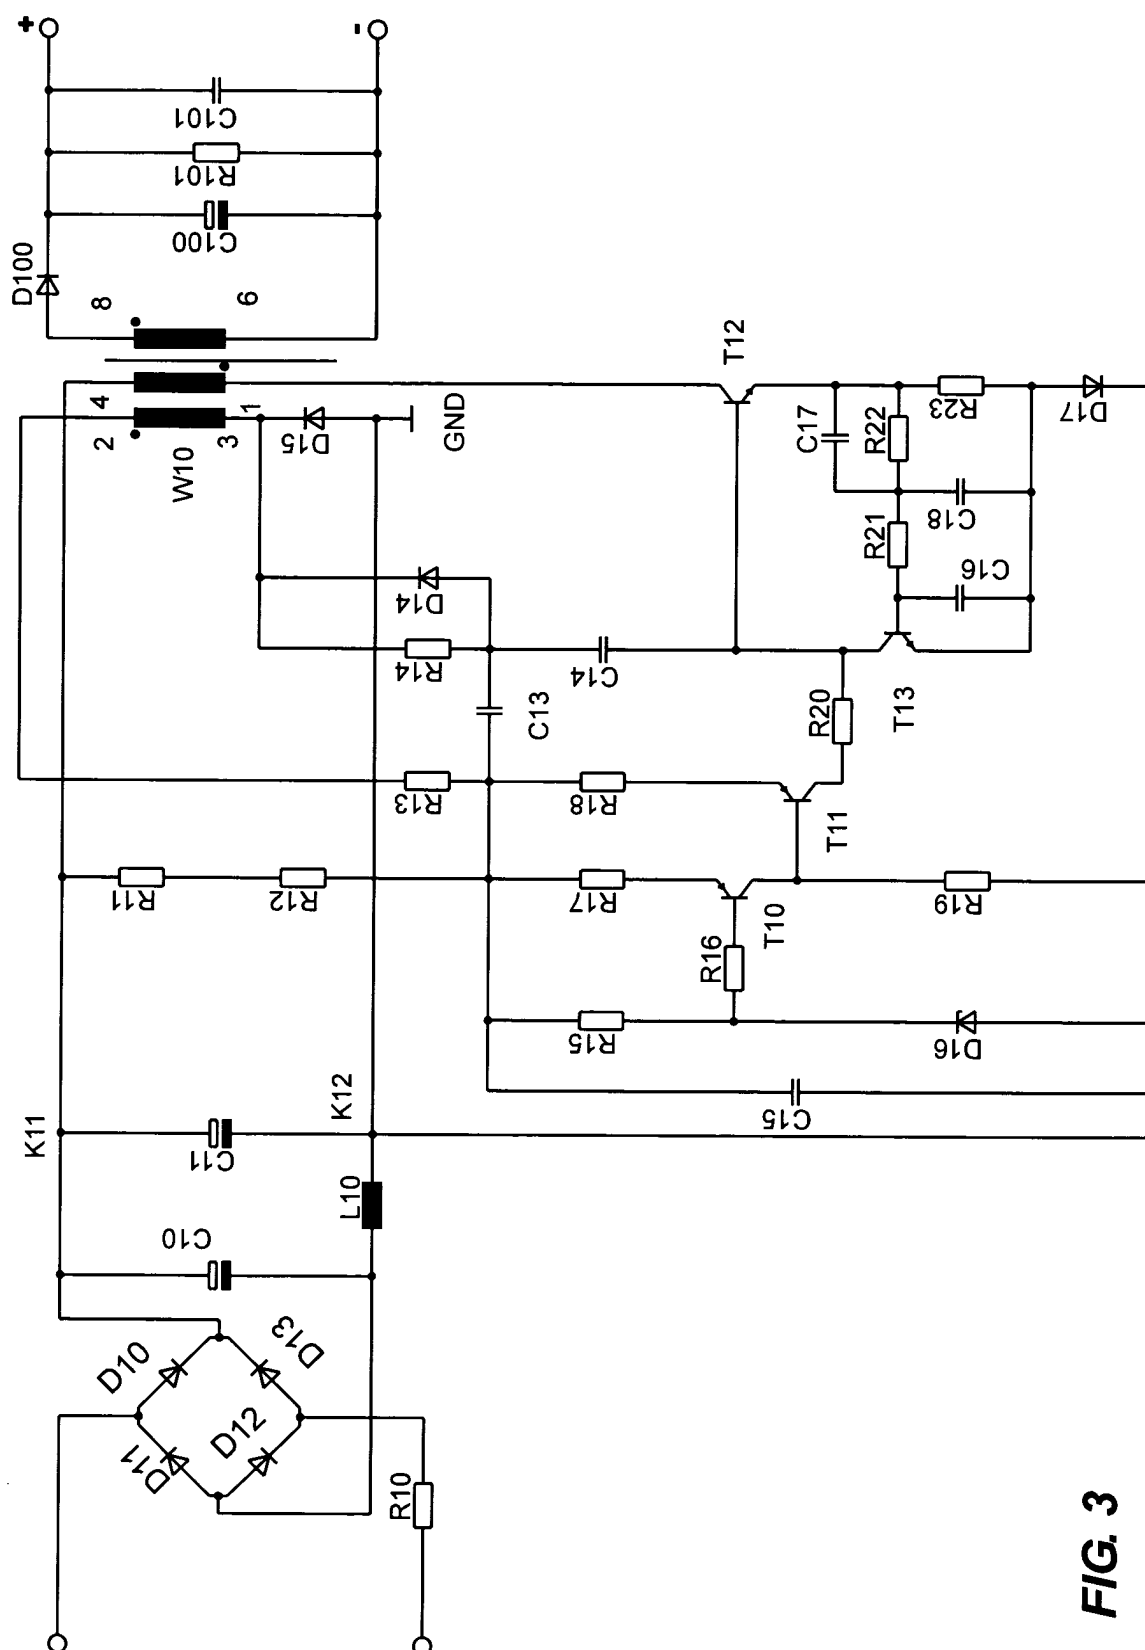 +
-
C101
R101
C100
D100
8
6
4
2
1
3
W10
D15
GND
T12
C17
R22
R23
D17
D14
R21
C18
C16
R14
C14
C13
R20
T13
R13
R18
T11
R11
R12
R17
T10
R19
R16
R15
D16
K11
K12
C15
C11
L10
C10
D10
D13
D11
D12
R10
FIG. 3